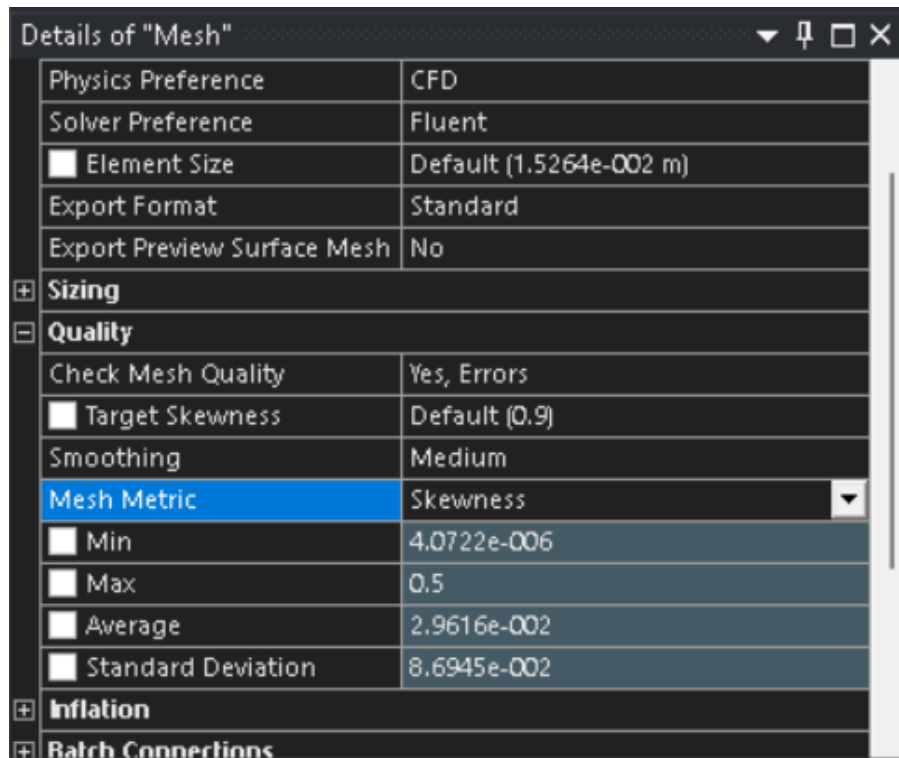 Details of "Mesh"
Physics Preference CFD
Solver Preference Fluent
Element Size Default (1.5264e-002 m)
Export Format Standard
Export Preview Surface Mesh No
Sizing
Quality
Check Mesh Quality Yes, Errors
Target Skewness Default (0.9)
Smoothing Medium
Mesh Metric Skewness
Min 4.0722e-006
Max 0.5
Average 2.9616e-002
Standard Deviation 8.6945e-002
Inflation
Batch Connections